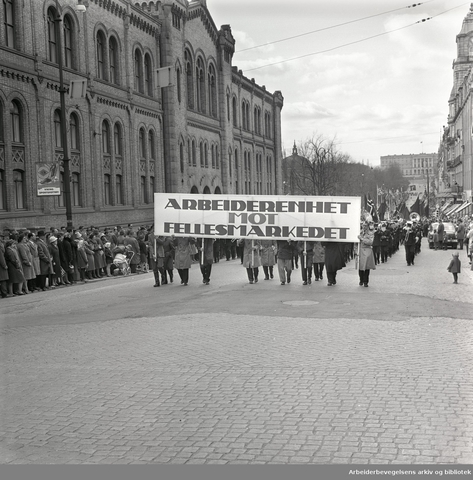 ARBEIDERENHET
MOT
FELLESMARKEDET
Arbeiderbevegelsens arkiv og bibliotek